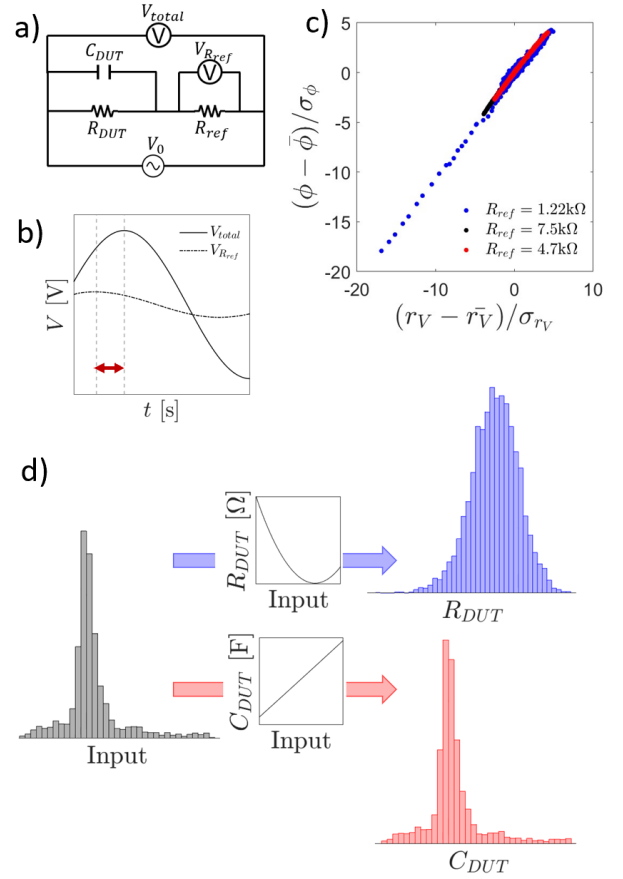 a)
V_total
V
C_DUT
V_Rref
V
R_DUT
R_ref
V_0
b)
V_total
V_Rref
V [V]
t [s]
c)
5
0
-5
-10
-15
-20
-20
-10
0
10
(ϕ − ϕ̄)/σ_ϕ
R_ref = 1.22kΩ
R_ref = 7.5kΩ
R_ref = 4.7kΩ
(r_V − r̄_V)/σ_r_V
d)
Input
R_DUT [Ω]
Input
R_DUT
C_DUT [F]
Input
C_DUT